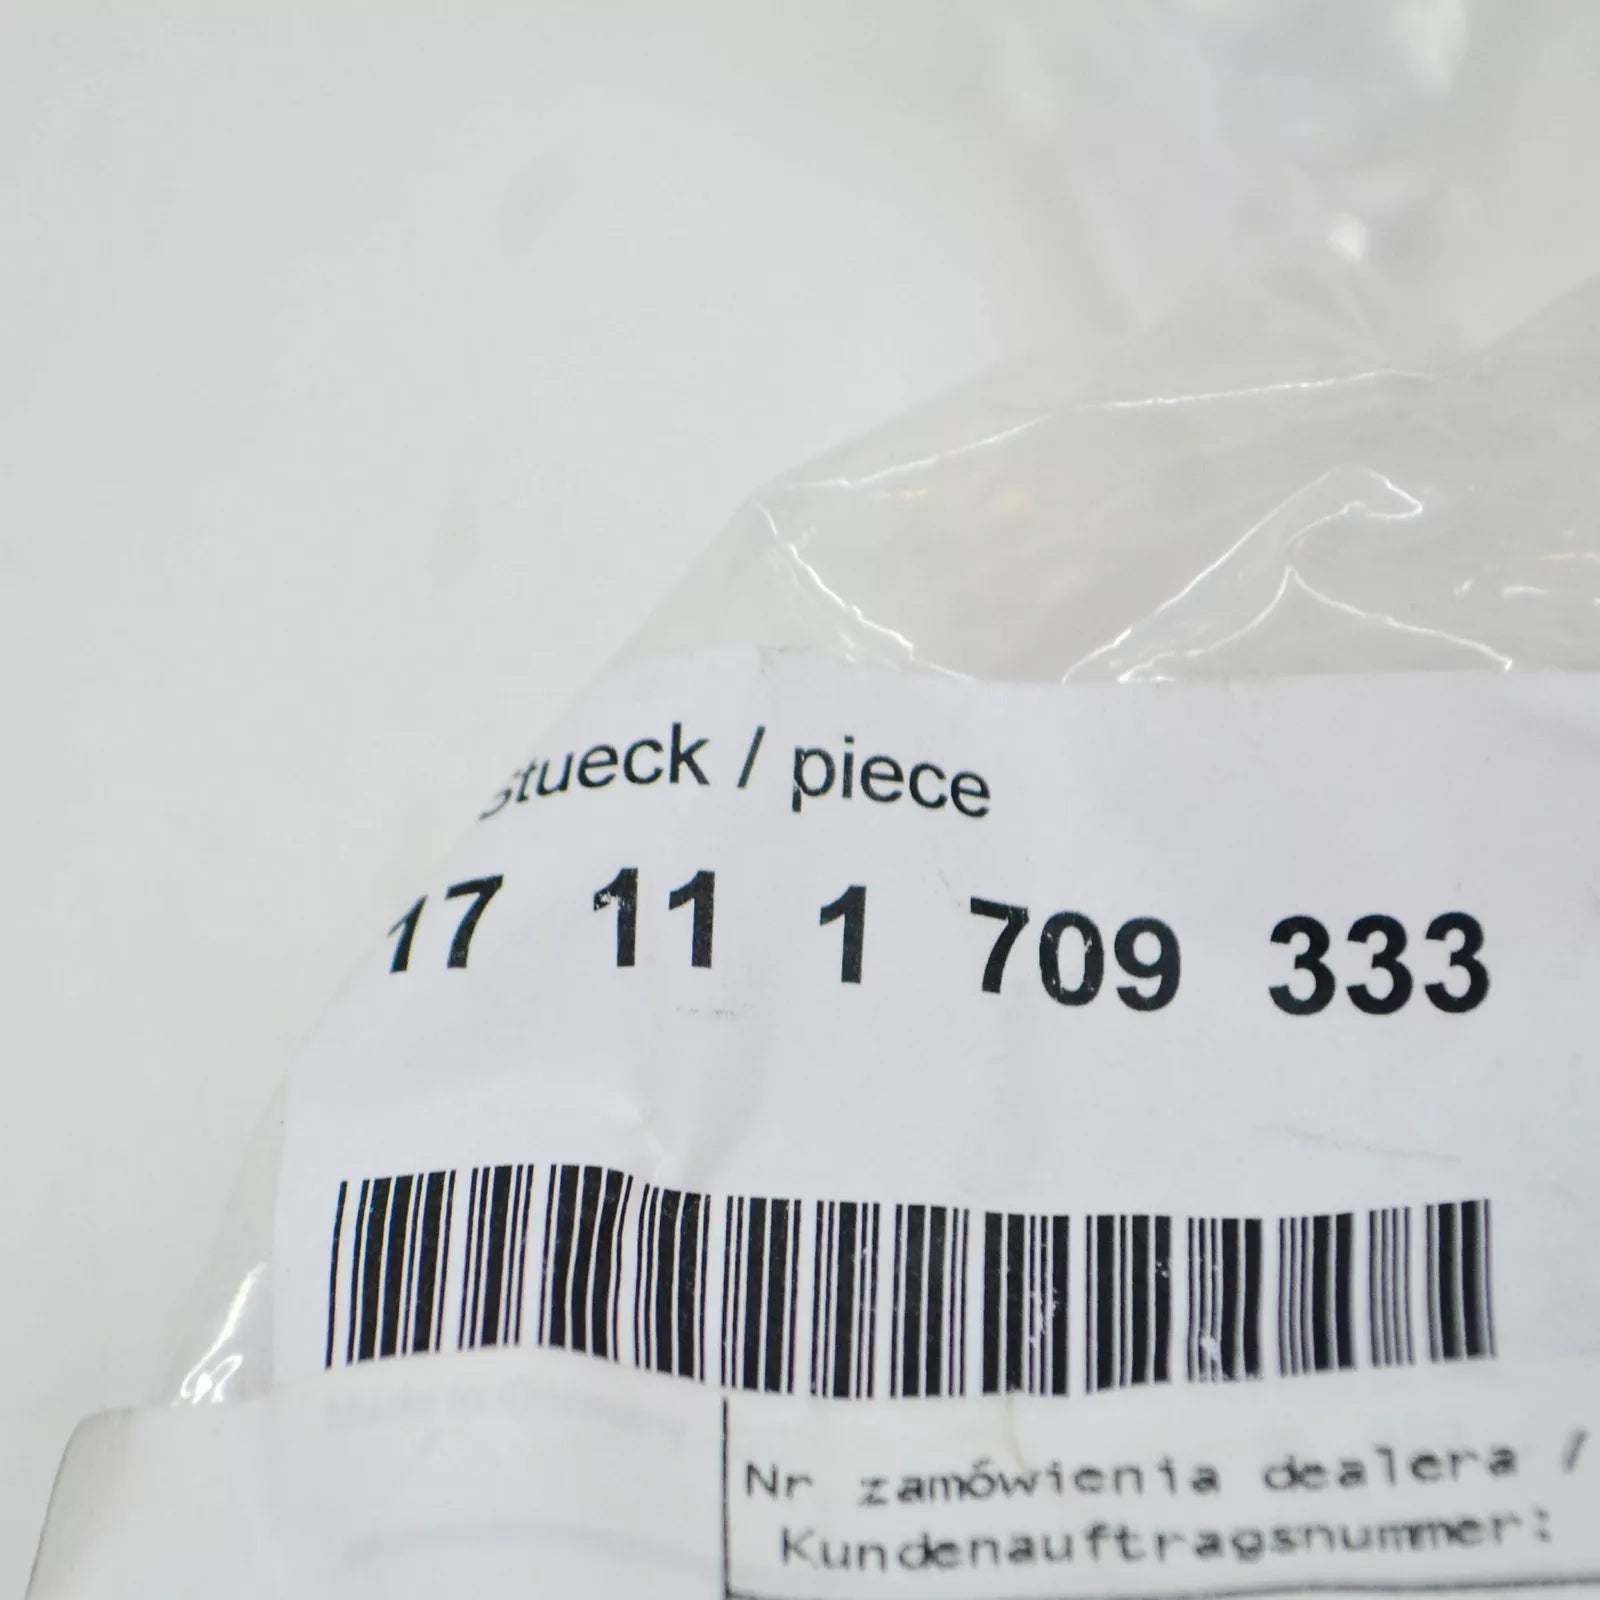 Stueck / piece
17 11 1 709 333
Nr zamówienia dealera /
Kundenauftragsnummer: